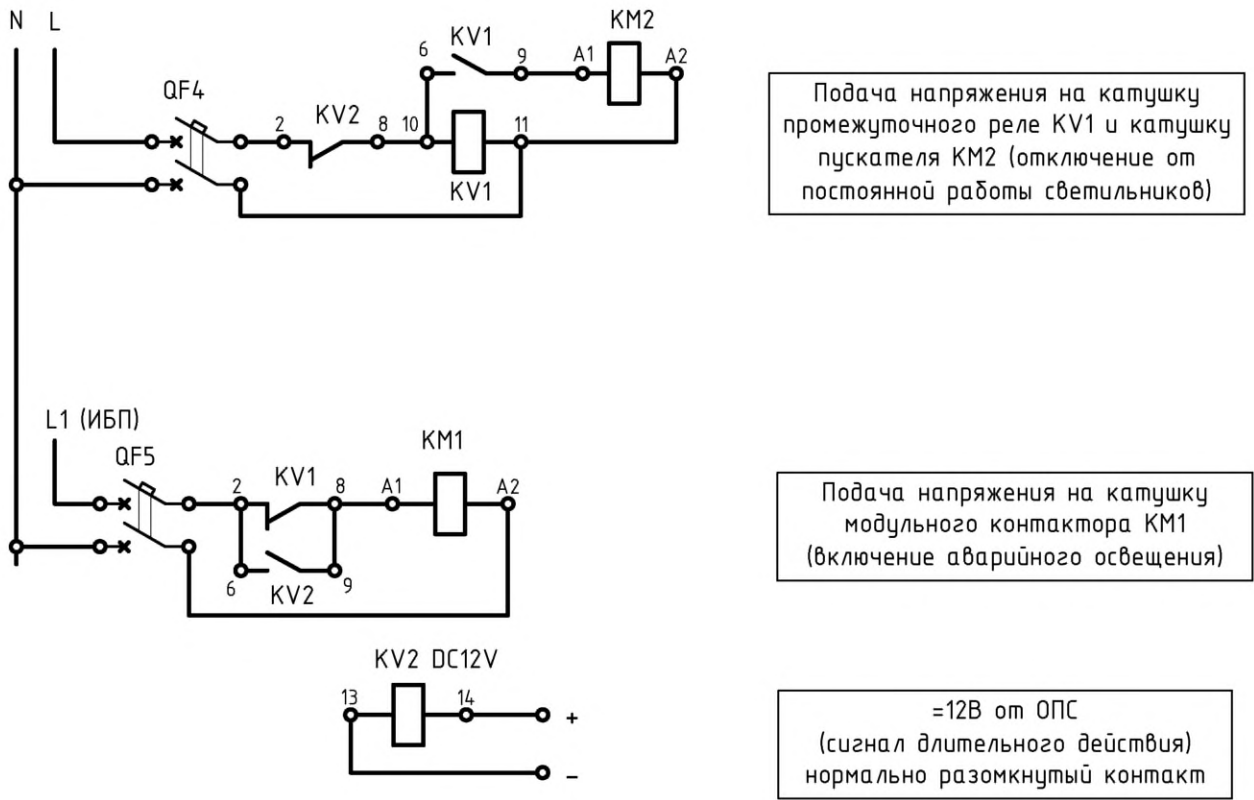 N L
QF4
2
KV2
8
10
6
KV1
9
A1
KM2
A2
11
KV1
Подача напряжения на катушку
промежуточного реле KV1 и катушку
пускателя KM2 (отключение от
постоянной работы светильников)
L1 (ИБП)
QF5
2
KV1
8
A1
KM1
A2
6
KV2
9
Подача напряжения на катушку
модульного контактора KM1
(включение аварийного освещения)
KV2 DC12V
13
14
+
-
=12В от ОПС
(сигнал длительного действия)
нормально разомкнутый контакт